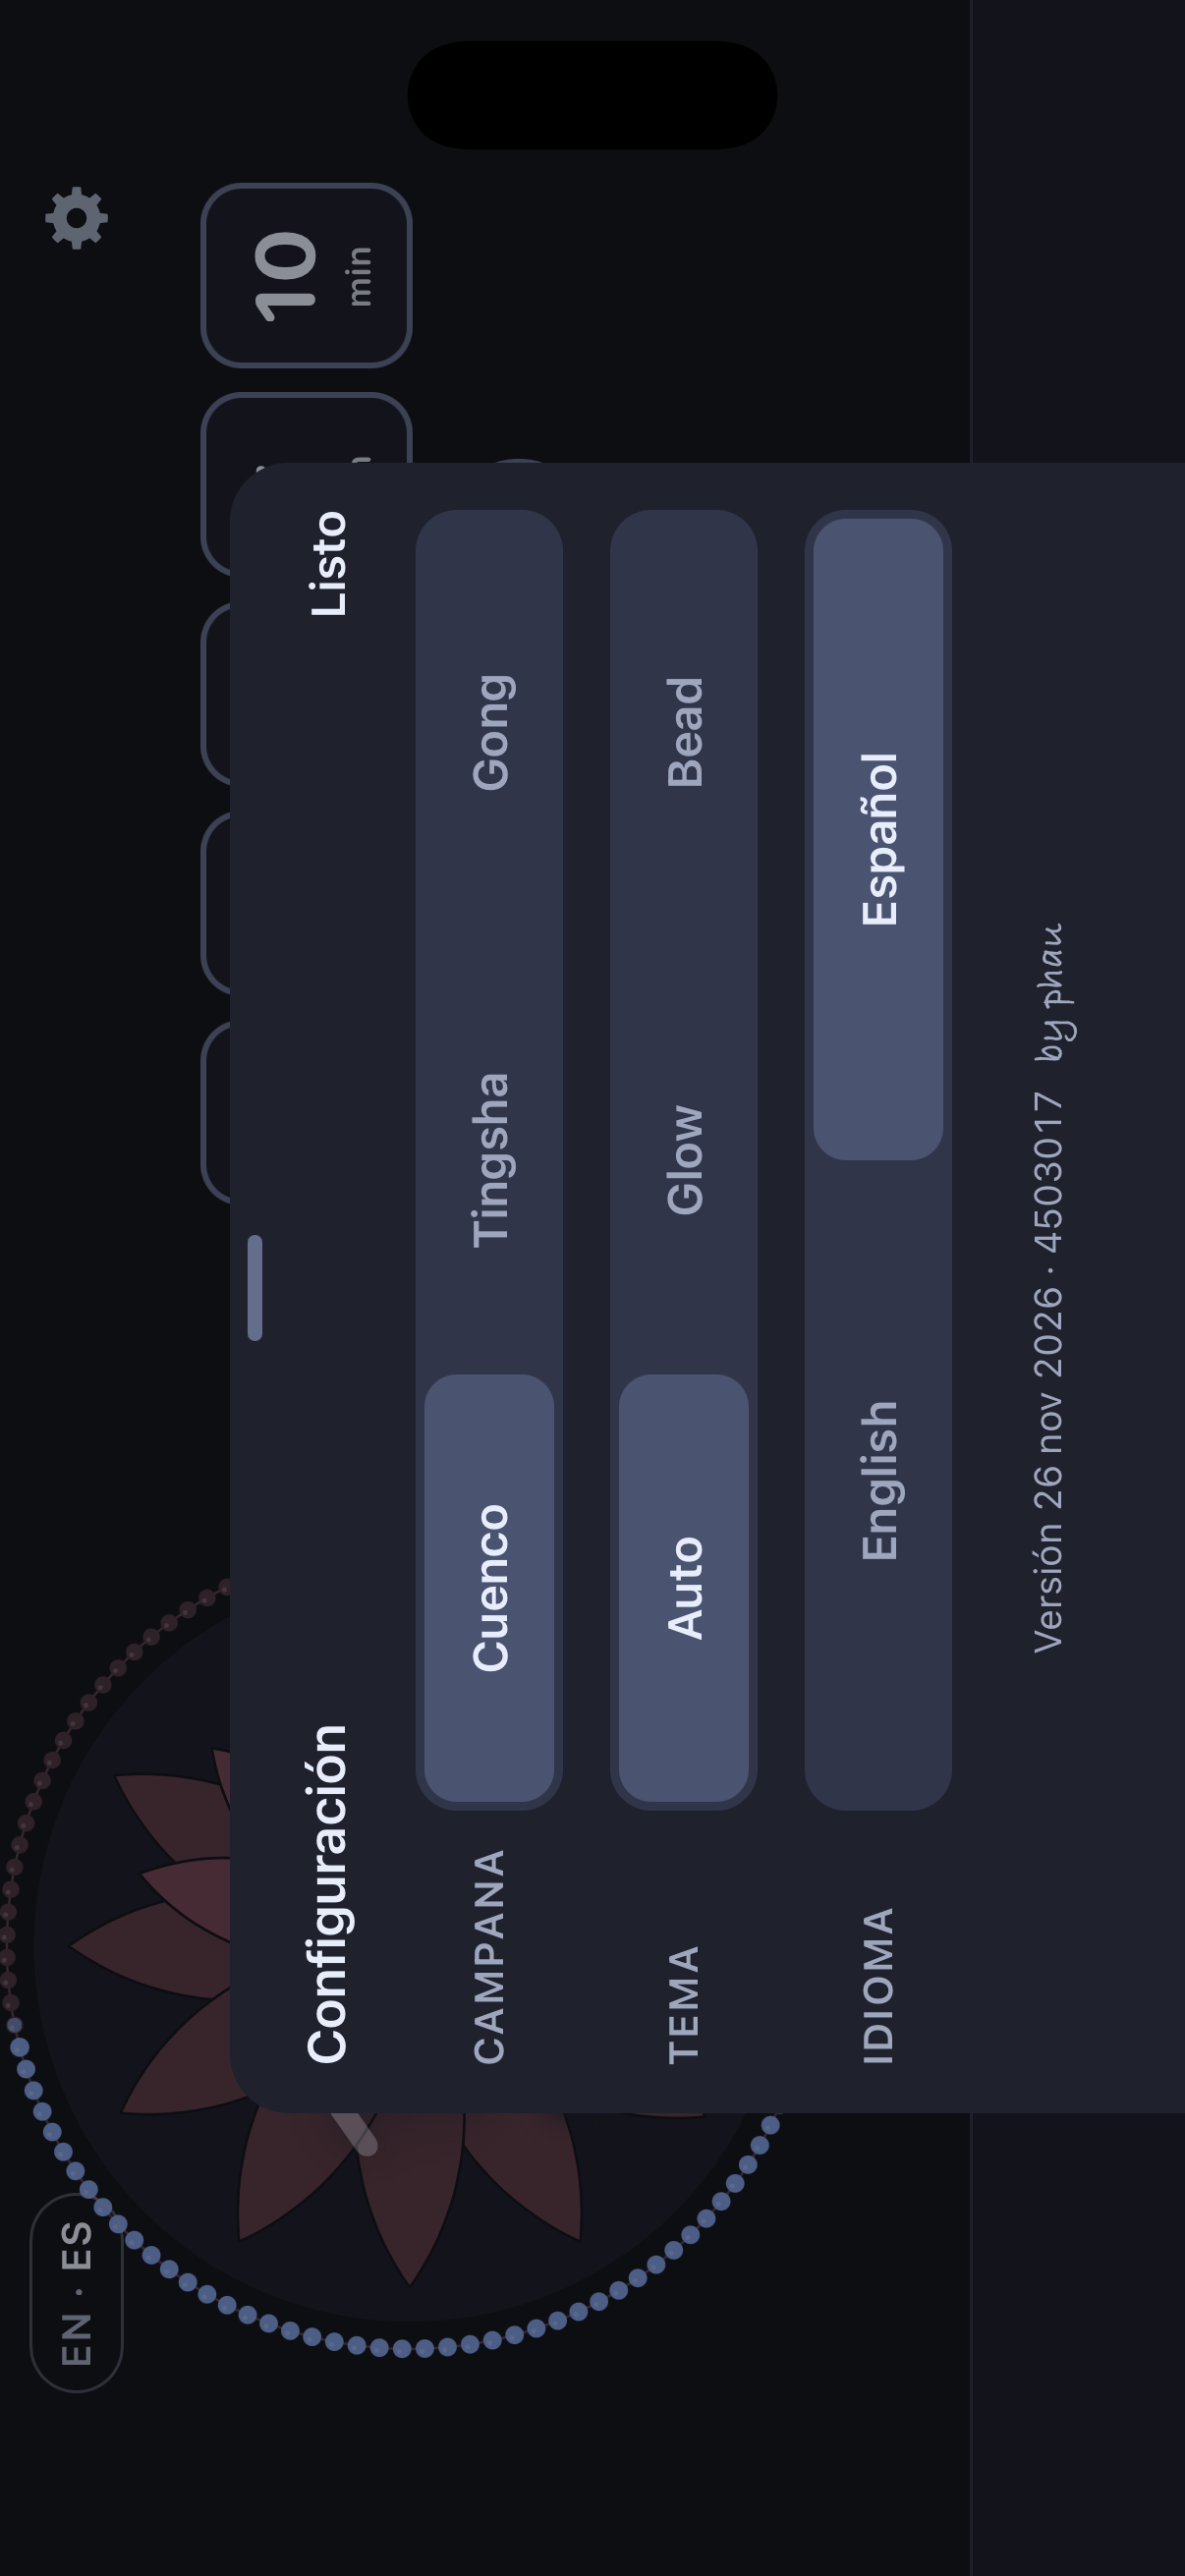 EN · ES
10
min
Configuración
Listo
CAMPANA Cuenco Tingsha Gong
TEMA Auto Glow Bead
IDIOMA English Español
Versión 26 nov 2026 · 4503017 by phau